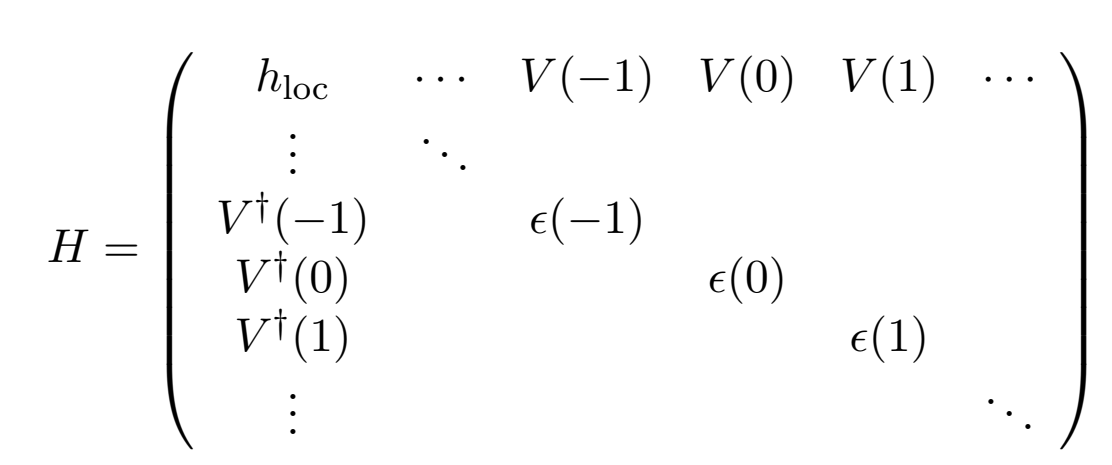 h_loc ⋯ V(−1) V(0) V(1) ⋯
⋮ ⋱
V†(−1) ϵ(−1)
H = V†(0) ϵ(0)
V†(1) ϵ(1)
⋮ ⋱